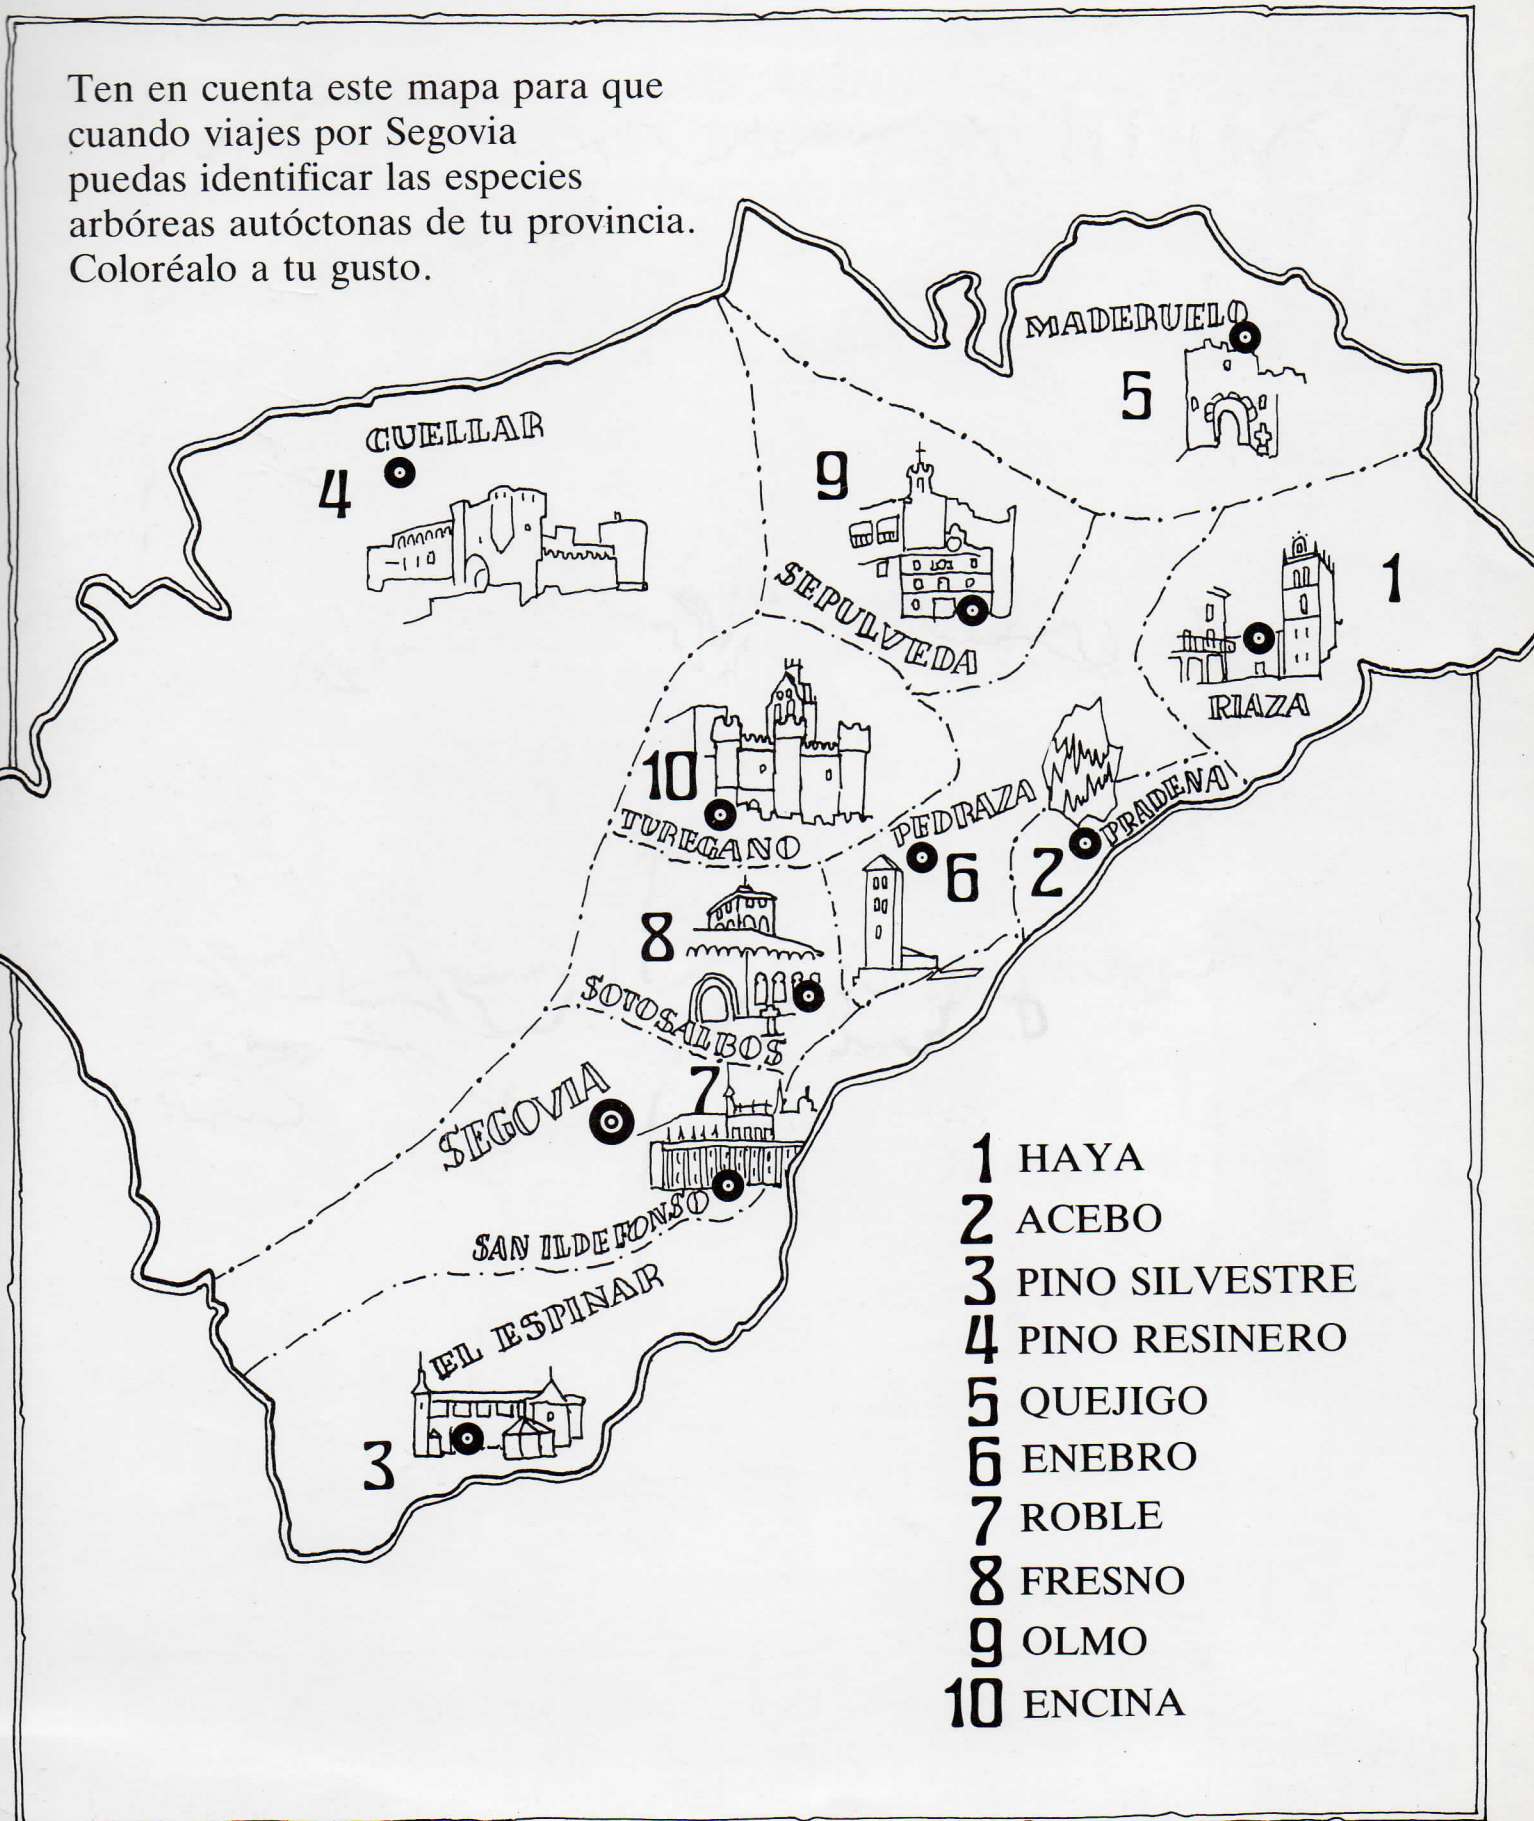 Ten en cuenta este mapa para que
cuando viajes por Segovia
puedas identificar las especies
arbóreas autóctonas de tu provincia.
Coloréalo a tu gusto.
MADERUELO
5
CUELLAR
4
9
SEPULVEDA
1
RIAZA
10
TUREGANO
PEDRAZA
6
PRADENA
2
8
SOTOSALBOS
7
SEGOVIA
SAN ILDEFONSO
EL ESPINAR
3
1 HAYA
2 ACEBO
3 PINO SILVESTRE
4 PINO RESINERO
5 QUEJIGO
6 ENEBRO
7 ROBLE
8 FRESNO
9 OLMO
10 ENCINA